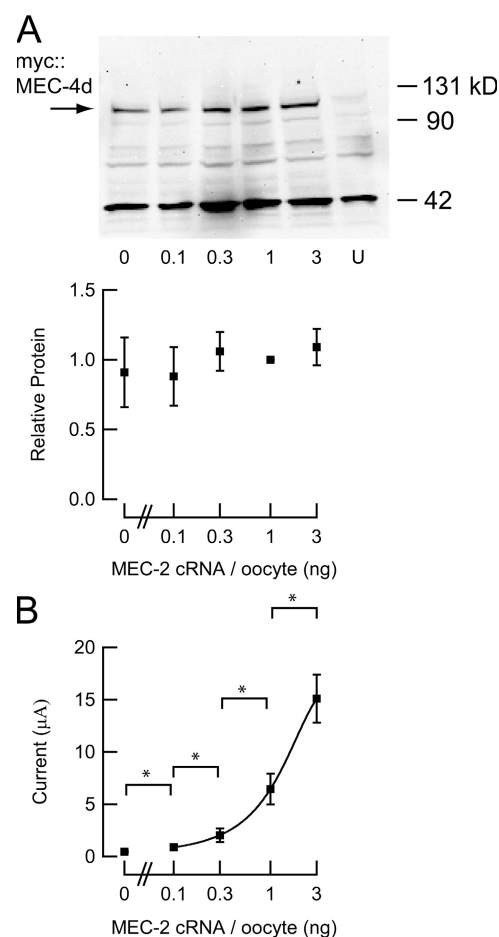 A
myc::
MEC-4d
131 kD
90
42
0 0.1 0.3 1 3 U
1.5
1.0
0.5
0.0
Relative Protein
0 0.1 0.3 1 3
MEC-2 cRNA / oocyte (ng)
B
*
*
*
*
20
15
10
5
0
Current (μA)
0 0.1 0.3 1 3
MEC-2 cRNA / oocyte (ng)